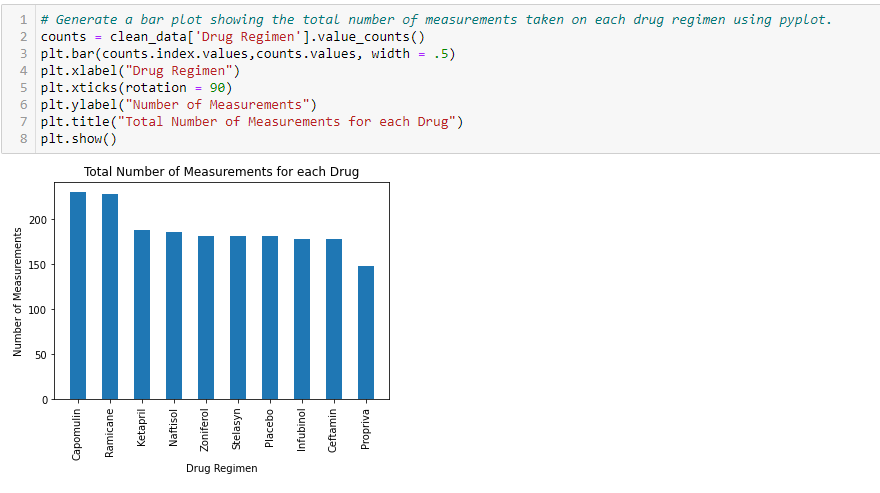 1 # Generate a bar plot showing the total number of measurements taken on each drug regimen using pyplot.
2 counts = clean_data['Drug Regimen'].value_counts()
3 plt.bar(counts.index.values,counts.values, width = .5)
4 plt.xlabel("Drug Regimen")
5 plt.xticks(rotation = 90)
6 plt.ylabel("Number of Measurements")
7 plt.title("Total Number of Measurements for each Drug")
8 plt.show()
Total Number of Measurements for each Drug
Number of Measurements
200
150
100
50
0
Capomulin
Ramicane
Ketapril
Naftisol
Zoniferol
Stelasyn
Placebo
Infubinol
Ceftamin
Propriva
Drug Regimen